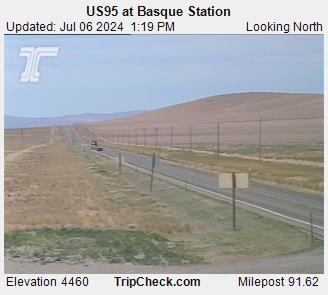 US95 at Basque Station
Updated: Jul 06 2024 1:19 PM Looking North
Elevation 4460 TripCheck.com Milepost 91.62